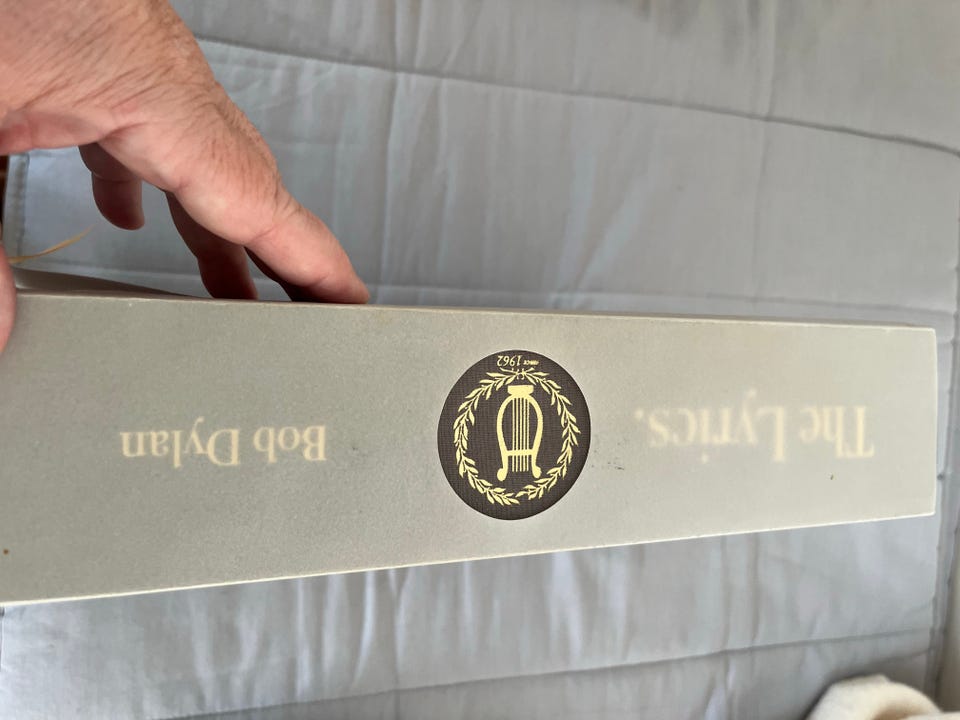 The Lyrics.
SINCE 1962
Bob Dylan